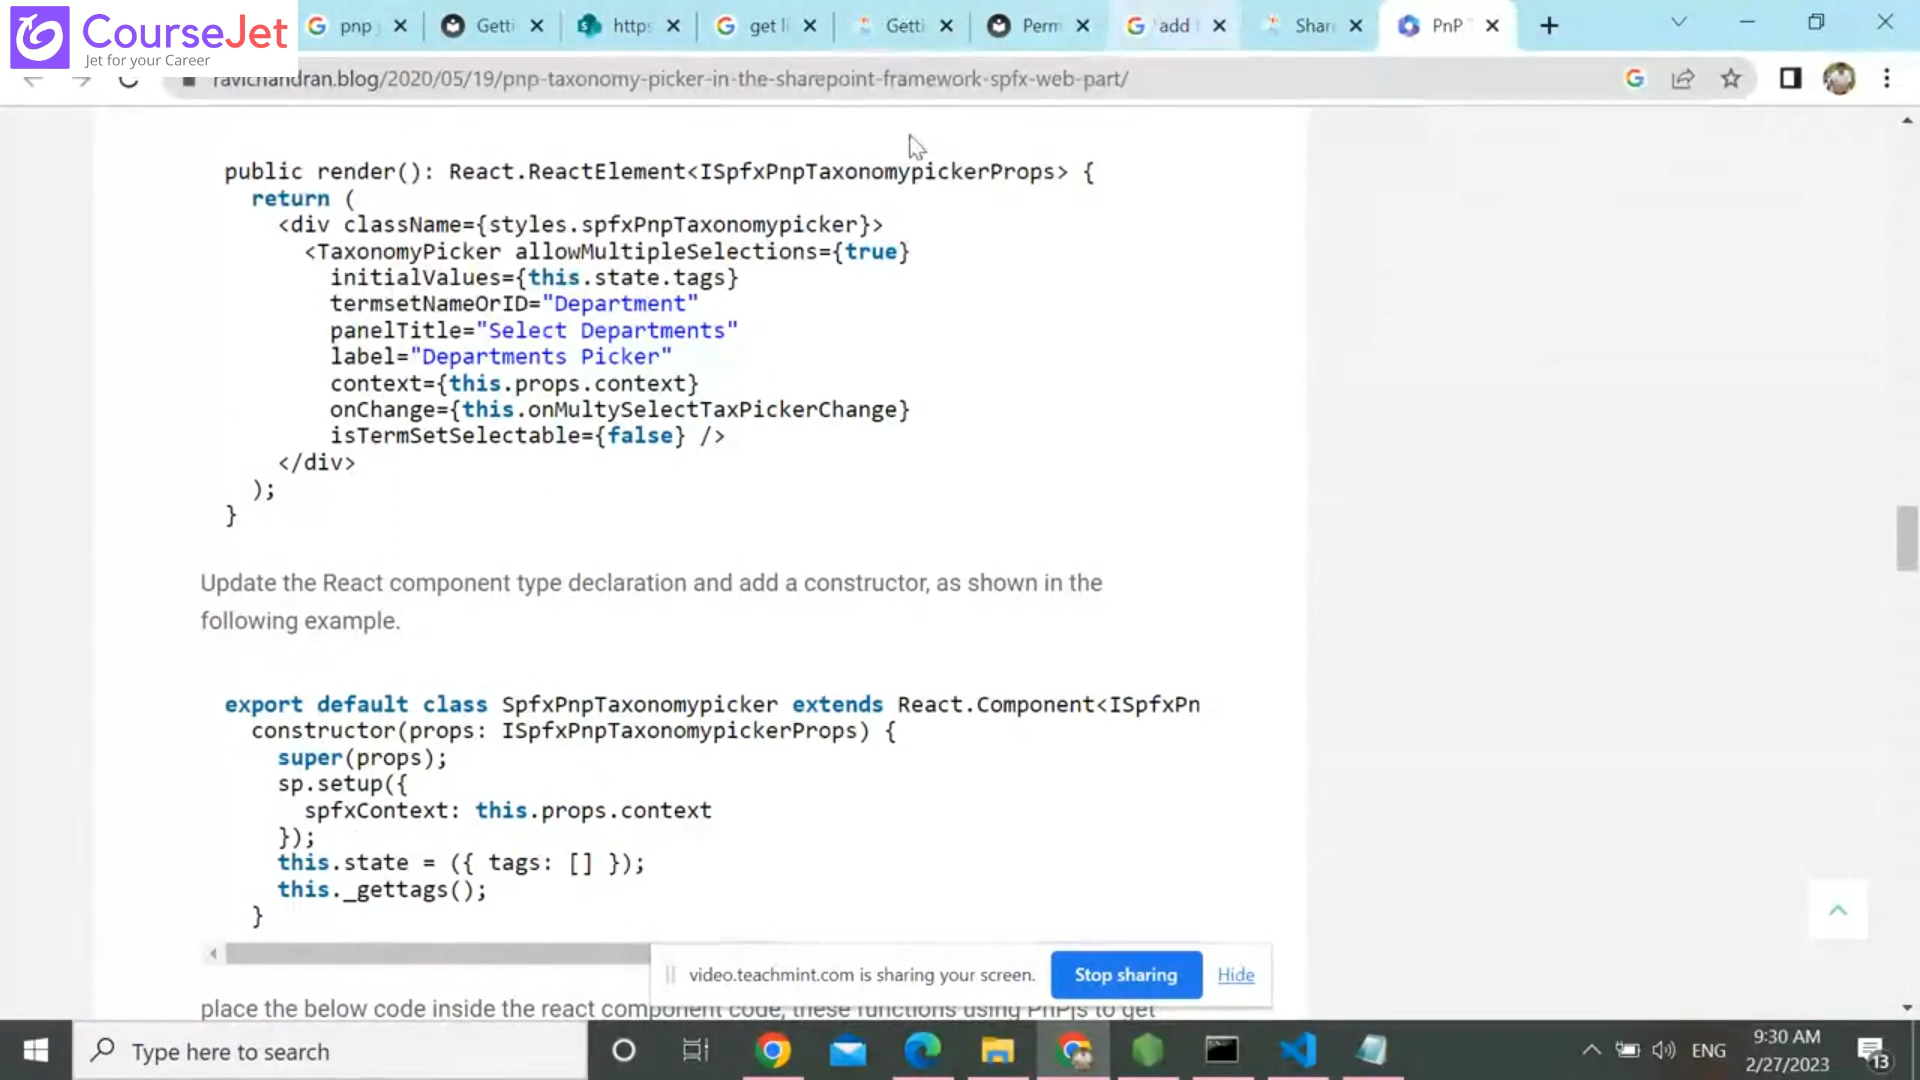 CourseJet
Jet for your Career
pnp
Getti
https
get li
Getti
Perm
add
Shar
PnP
ravichandran.blog/2020/05/19/pnp-taxonomy-picker-in-the-sharepoint-framework-spfx-web-part/
public render(): React.ReactElement<ISpfxPnpTaxonomypickerProps> {
return (
<div className={styles.spfxPnpTaxonomypicker}>
<TaxonomyPicker allowMultipleSelections={true}
initialValues={this.state.tags}
termsetNameOrID="Department"
panelTitle="Select Departments"
label="Departments Picker"
context={this.props.context}
onChange={this.onMultySelectTaxPickerChange}
isTermSetSelectable={false} />
</div>
);
}
Update the React component type declaration and add a constructor, as shown in the
following example.
export default class SpfxPnpTaxonomypicker extends React.Component<ISpfxPn
constructor(props: ISpfxPnpTaxonomypickerProps) {
super(props);
sp.setup({
spfxContext: this.props.context
});
this.state = ({ tags: [] });
this._gettags();
}
video.teachmint.com is sharing your screen.
Stop sharing
Hide
place the below code inside the react component code, these functions using PnPjs to get
Type here to search
ENG
9:30 AM
2/27/2023
13